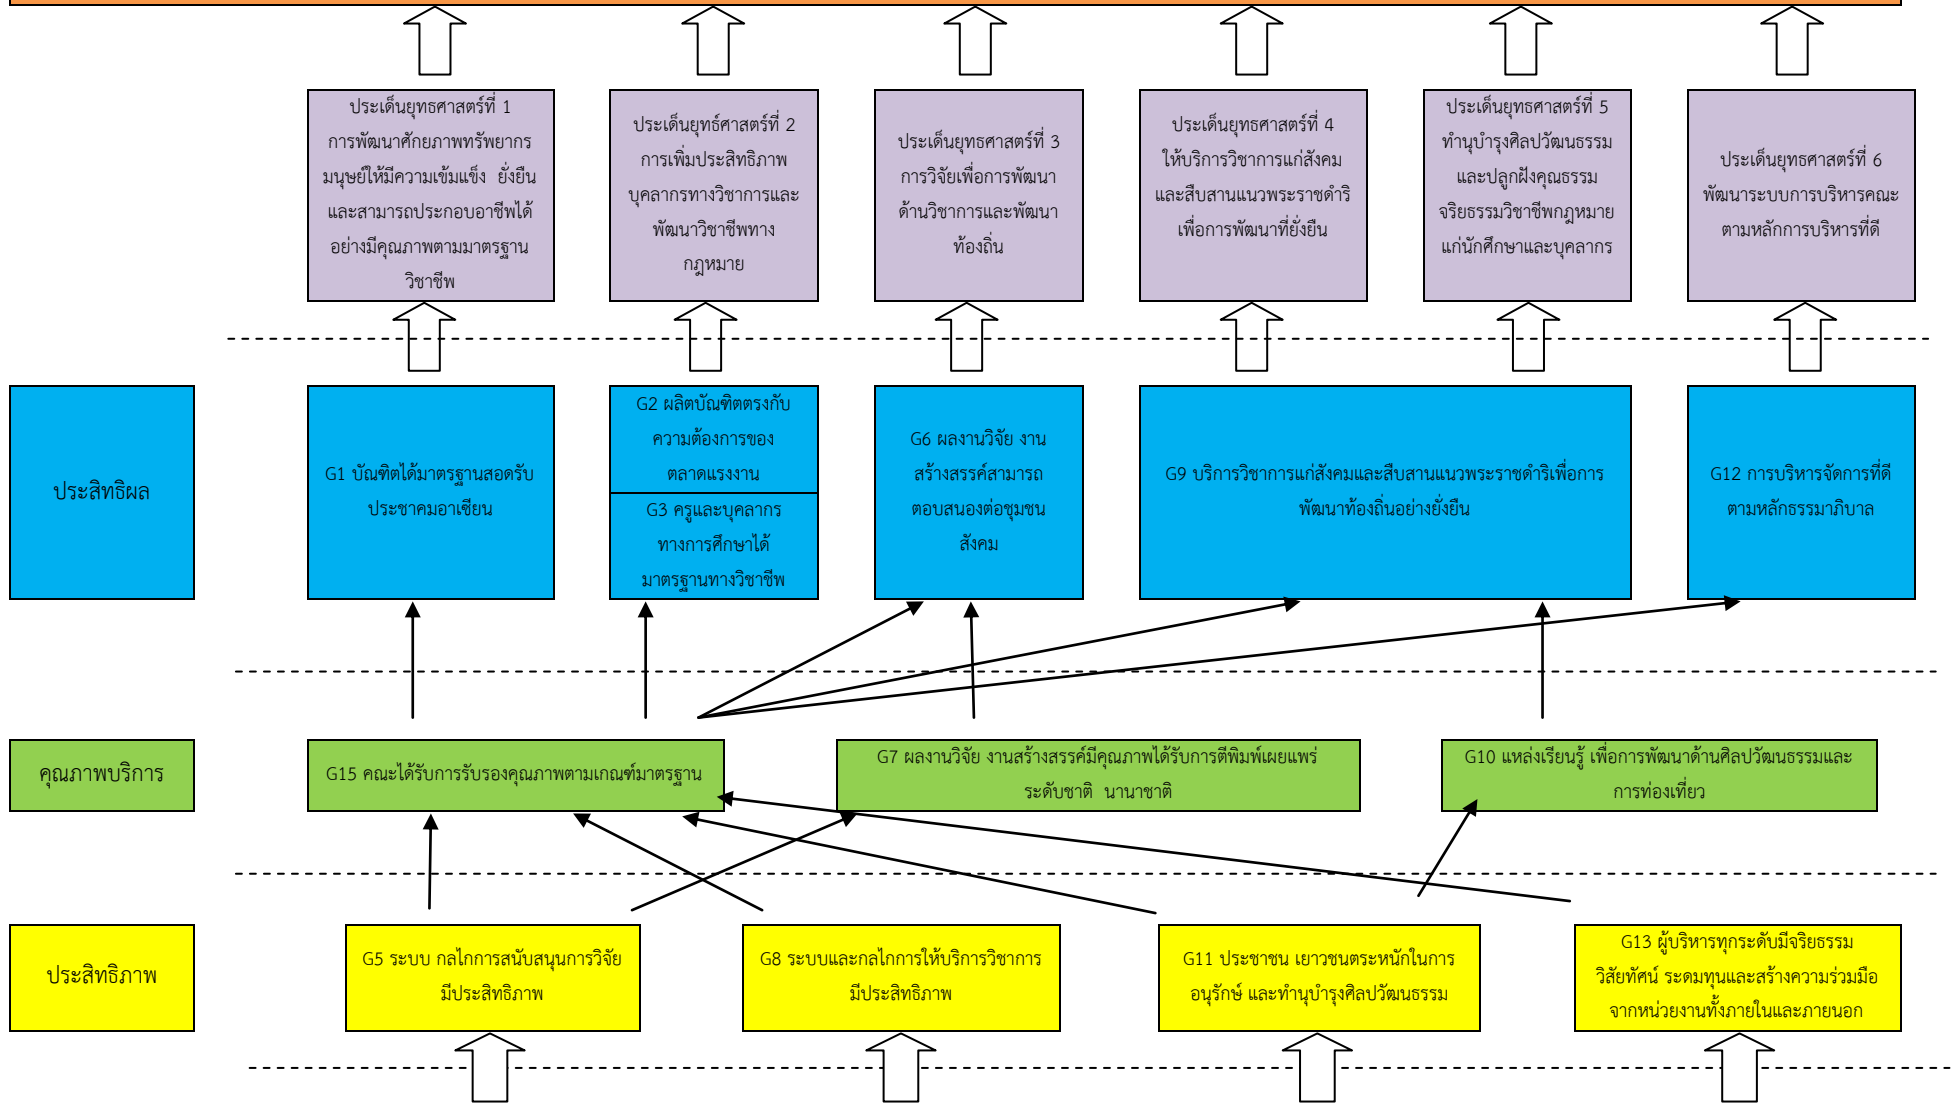 ประเด็นยุทธศาสตร์ที่ 1
การพัฒนาศักยภาพทรัพยากร
มนุษย์ให้มีความเข้มแข็ง ยั่งยืน
และสามารถประกอบอาชีพได้
อย่างมีคุณภาพตามมาตรฐาน
วิชาชีพ
ประเด็นยุทธ์ศาสตร์ที่ 2
การเพิ่มประสิทธิภาพ
บุคลากรทางวิชาการและ
พัฒนาวิชาชีพทาง
กฎหมาย
ประเด็นยุทธศาสตร์ที่ 3
การวิจัยเพื่อการพัฒนา
ด้านวิชาการและพัฒนา
ท้องถิ่น
ประเด็นยุทธศาสตร์ที่ 4
ให้บริการวิชาการแก่สังคม
และสืบสานแนวพระราชดำริ
เพื่อการพัฒนาที่ยั่งยืน
ประเด็นยุทธศาสตร์ที่ 5
ทำนุบำรุงศิลปวัฒนธรรม
และปลูกฝังคุณธรรม
จริยธรรมวิชาชีพกฎหมาย
แก่นักศึกษาและบุคลากร
ประเด็นยุทธศาสตร์ที่ 6
พัฒนาระบบการบริหารคณะ
ตามหลักการบริหารที่ดี
ประสิทธิผล
G1 บัณฑิตได้มาตรฐานสอดรับ
ประชาคมอาเซียน
G2 ผลิตบัณฑิตตรงกับ
ความต้องการของ
ตลาดแรงงาน
G3 ครูและบุคลากร
ทางการศึกษาได้
มาตรฐานทางวิชาชีพ
G6 ผลงานวิจัย งาน
สร้างสรรค์สามารถ
ตอบสนองต่อชุมชน
สังคม
G9 บริการวิชาการแก่สังคมและสืบสานแนวพระราชดำริเพื่อการ
พัฒนาท้องถิ่นอย่างยั่งยืน
G12 การบริหารจัดการที่ดี
ตามหลักธรรมาภิบาล
คุณภาพบริการ
G15 คณะได้รับการรับรองคุณภาพตามเกณฑ์มาตรฐาน
G7 ผลงานวิจัย งานสร้างสรรค์มีคุณภาพได้รับการตีพิมพ์เผยแพร่
ระดับชาติ นานาชาติ
G10 แหล่งเรียนรู้ เพื่อการพัฒนาด้านศิลปวัฒนธรรมและ
การท่องเที่ยว
ประสิทธิภาพ
G5 ระบบ กลไกการสนับสนุนการวิจัย
มีประสิทธิภาพ
G8 ระบบและกลไกการให้บริการวิชาการ
มีประสิทธิภาพ
G11 ประชาชน เยาวชนตระหนักในการ
อนุรักษ์ และทำนุบำรุงศิลปวัฒนธรรม
G13 ผู้บริหารทุกระดับมีจริยธรรม
วิสัยทัศน์ ระดมทุนและสร้างความร่วมมือ
จากหน่วยงานทั้งภายในและภายนอก